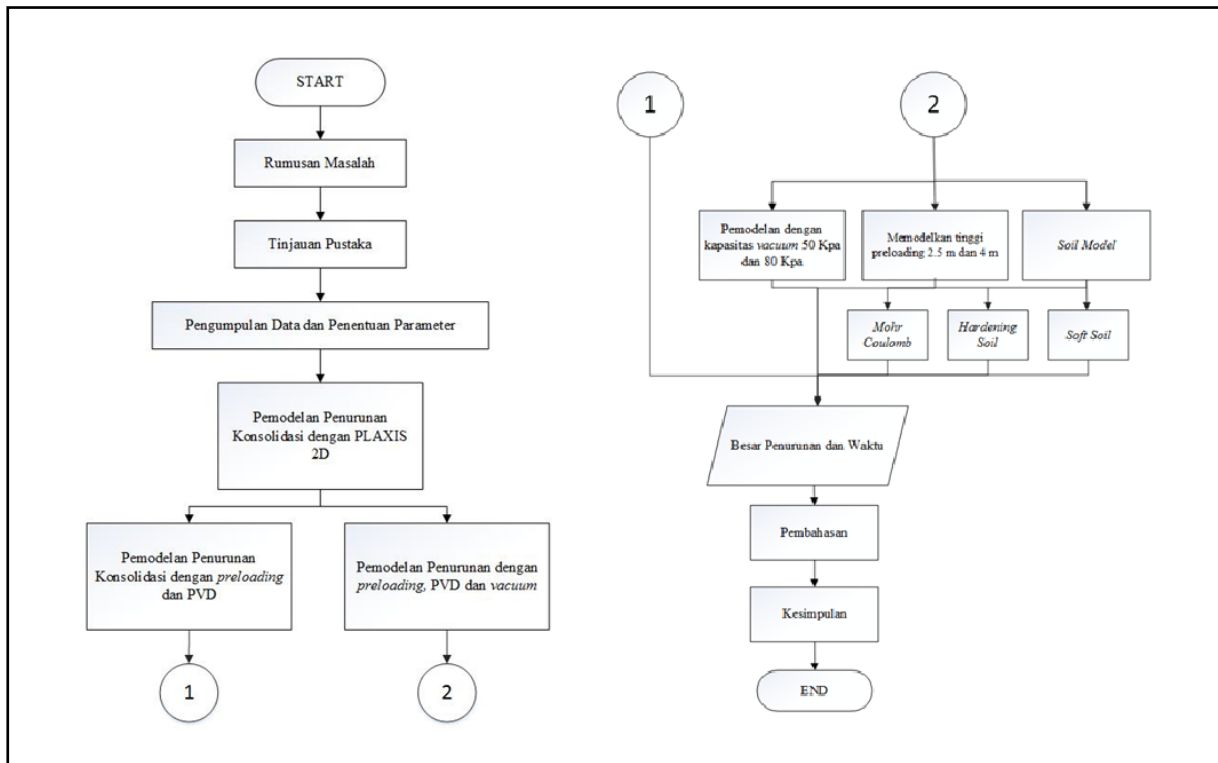 START
Rumusan Masalah
Tinjauan Pustaka
Pengumpulan Data dan Penentuan Parameter
Pemodelan Penurunan
Konsolidasi dengan PLAXIS
2D
Pemodelan Penurunan
Konsolidasi dengan preloading
dan PVD
Pemodelan Penurunan dengan
preloading, PVD dan vacuum
1
2
1
2
Pemodelan dengan
kapasitas vacuum 50 Kpa
dan 80 Kpa.
Memodelkan tinggi
preloading 2.5 m dan 4 m
Soil Model
Mohr
Coulomb
Hardening
Soil
Soft Soil
Besar Penurunan dan Waktu
Pembahasan
Kesimpulan
END